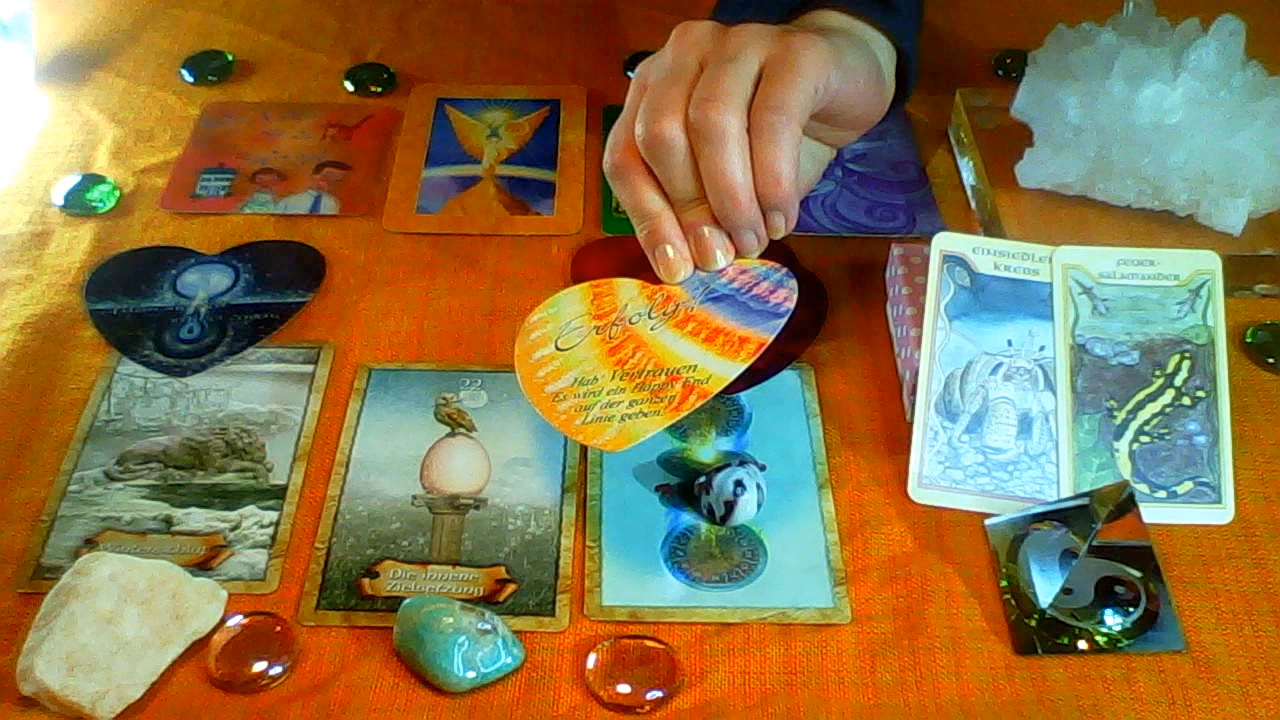 EINSIEDLER
KREBS
FEUER-
SALAMANDER
Erfolg!
Hab' Vertrauen
Es wird ein Happy End
auf der ganzen
Linie geben!
22
Winterschlaf
Die innere
Zielsetzung